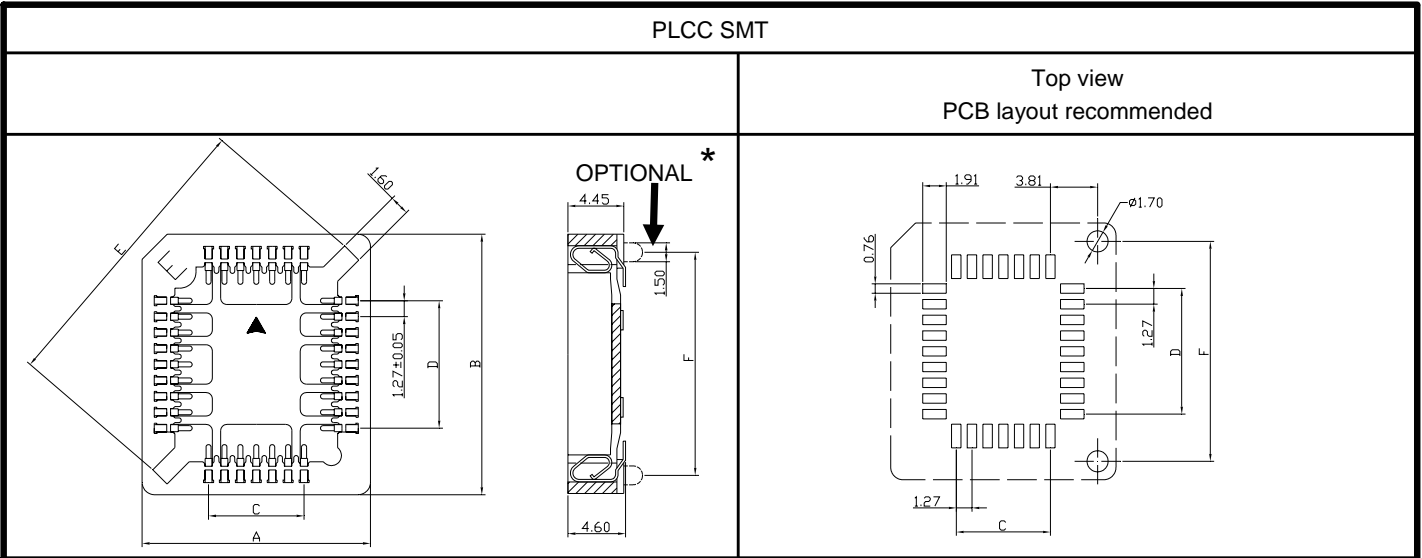 PLCC SMT
Top view
PCB layout recommended
OPTIONAL *
4.45
1.60
E
1.50
1.27±0.05
D
B
F
C
A
4.60
1.91
3.81
ø1.70
0.76
1.27
D
F
1.27
C